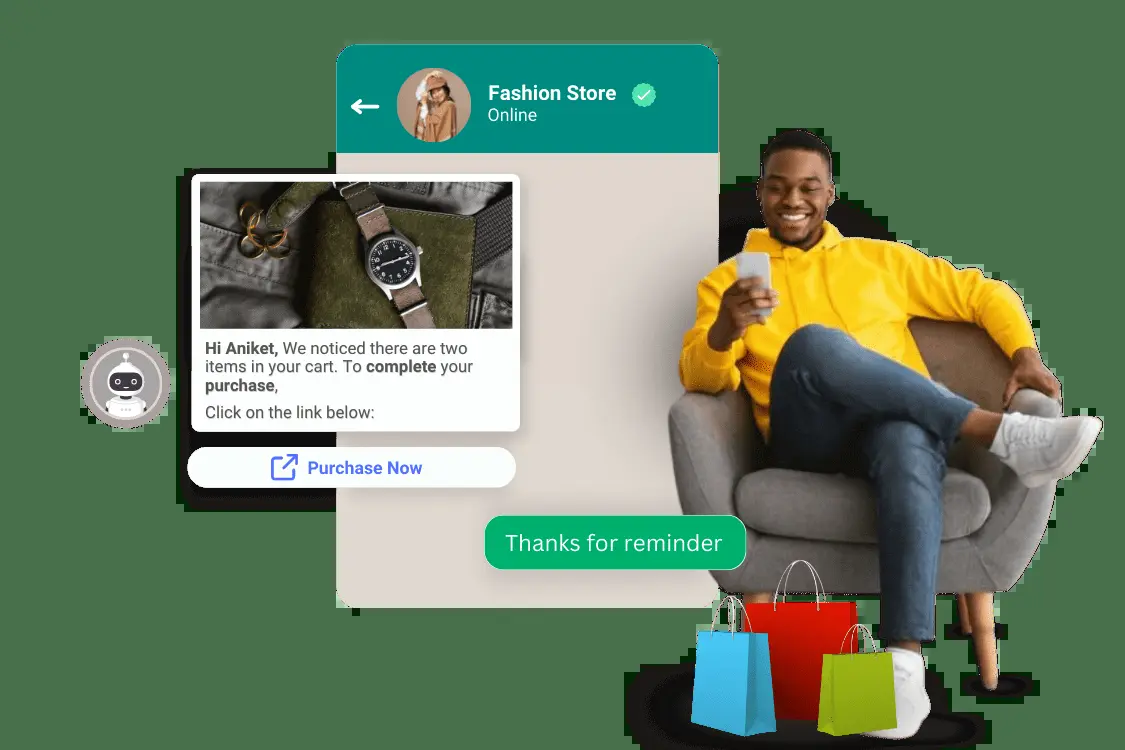 Fashion Store
Online
Hi Aniket, We noticed there are two
items in your cart. To complete your
purchase,
Click on the link below:
Purchase Now
Thanks for reminder